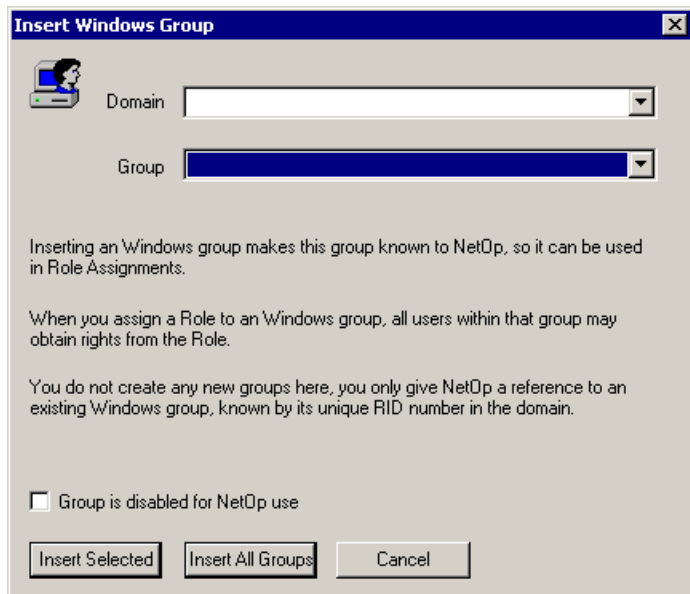 Insert Windows Group
Domain
Group
Inserting an Windows group makes this group known to NetOp, so it can be used
in Role Assignments.
When you assign a Role to an Windows group, all users within that group may
obtain rights from the Role.
You do not create any new groups here, you only give NetOp a reference to an
existing Windows group, known by its unique RID number in the domain.
Group is disabled for NetOp use
Insert Selected
Insert All Groups
Cancel